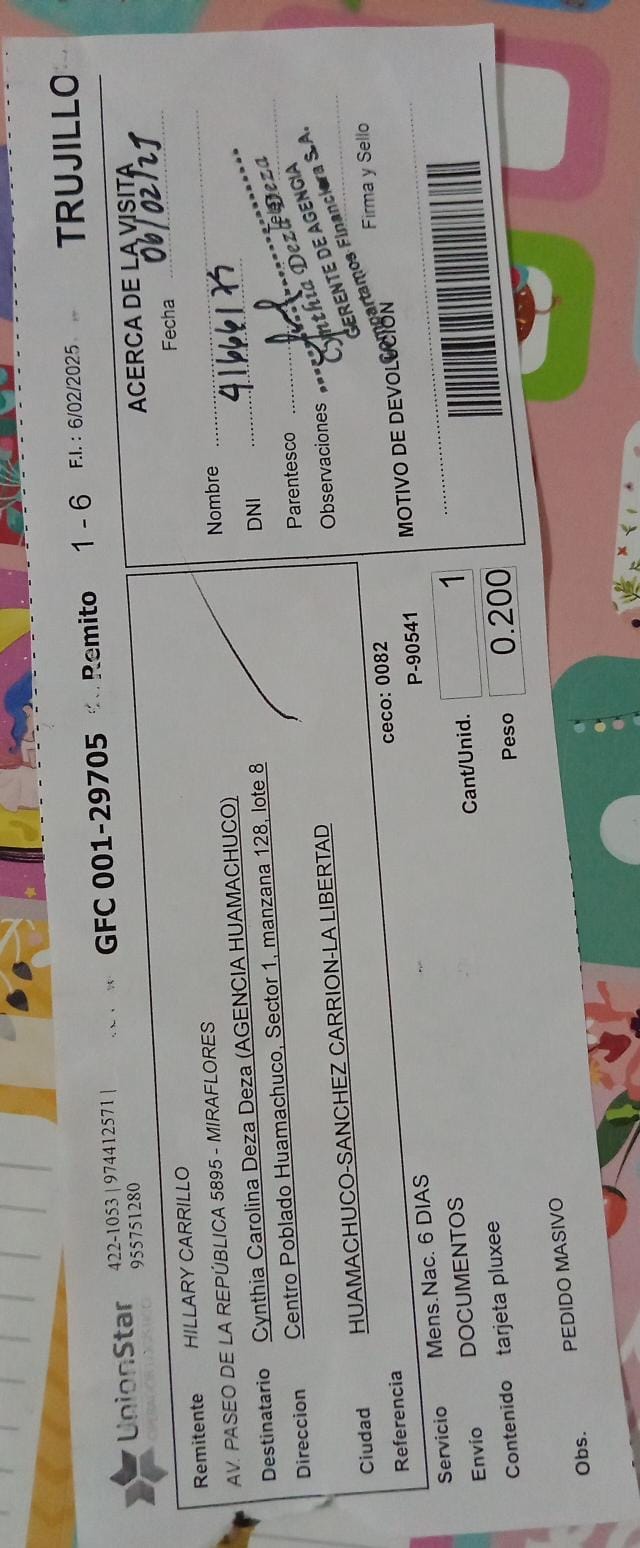 UnionStar
422-1053 | 974412571 |
955751280
GFC 001-29705
Remito
1 - 6
F.I.: 6/02/2025
TRUJILLO
Remitente HILLARY CARRILLO
AV. PASEO DE LA REPÚBLICA 5895 - MIRAFLORES
Destinatario Cynthia Carolina Deza Deza (AGENCIA HUAMACHUCO)
Direccion Centro Poblado Huamachuco, Sector 1, manzana 128, lote 8
Ciudad HUAMACHUCO-SANCHEZ CARRION-LA LIBERTAD
Referencia
ceco: 0082
Servicio Mens.Nac. 6 DIAS
P-90541
Envío DOCUMENTOS
Cant/Unid. 1
Contenido tarjeta pluxee
Peso 0.200
Obs. PEDIDO MASIVO
ACERCA DE LA VISITA
Fecha 06/02/25
Nombre
DNI
Parentesco
Observaciones
Cynthia Deza Deza
GERENTE DE AGENCIA
Compartamos Financiera S.A.
Firma y Sello
MOTIVO DE DEVOLUCIÓN